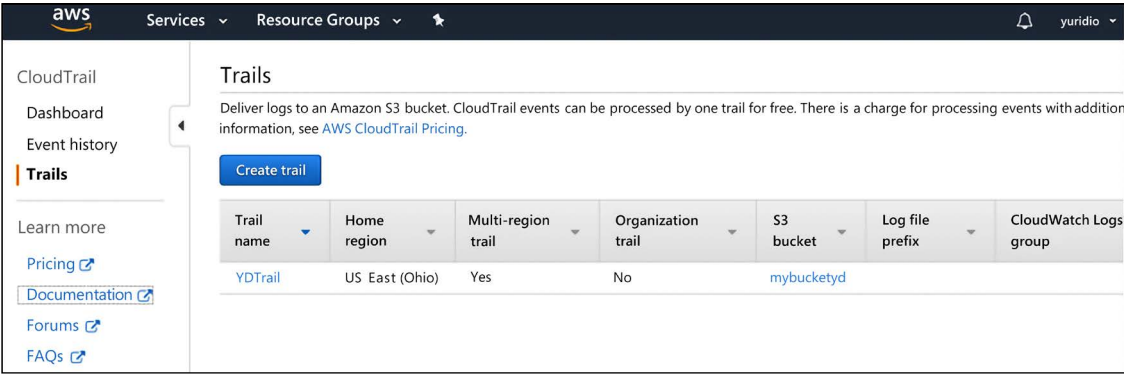 aws Services Resource Groups yuridio
CloudTrail
Dashboard
Event history
Trails
Learn more
Pricing
Documentation
Forums
FAQs
Trails
Deliver logs to an Amazon S3 bucket. CloudTrail events can be processed by one trail for free. There is a charge for processing events with addition
information, see AWS CloudTrail Pricing.
Create trail
Trail name Home region Multi-region trail Organization trail S3 bucket Log file prefix CloudWatch Logs group
YDTrail US East (Ohio) Yes No mybucketyd